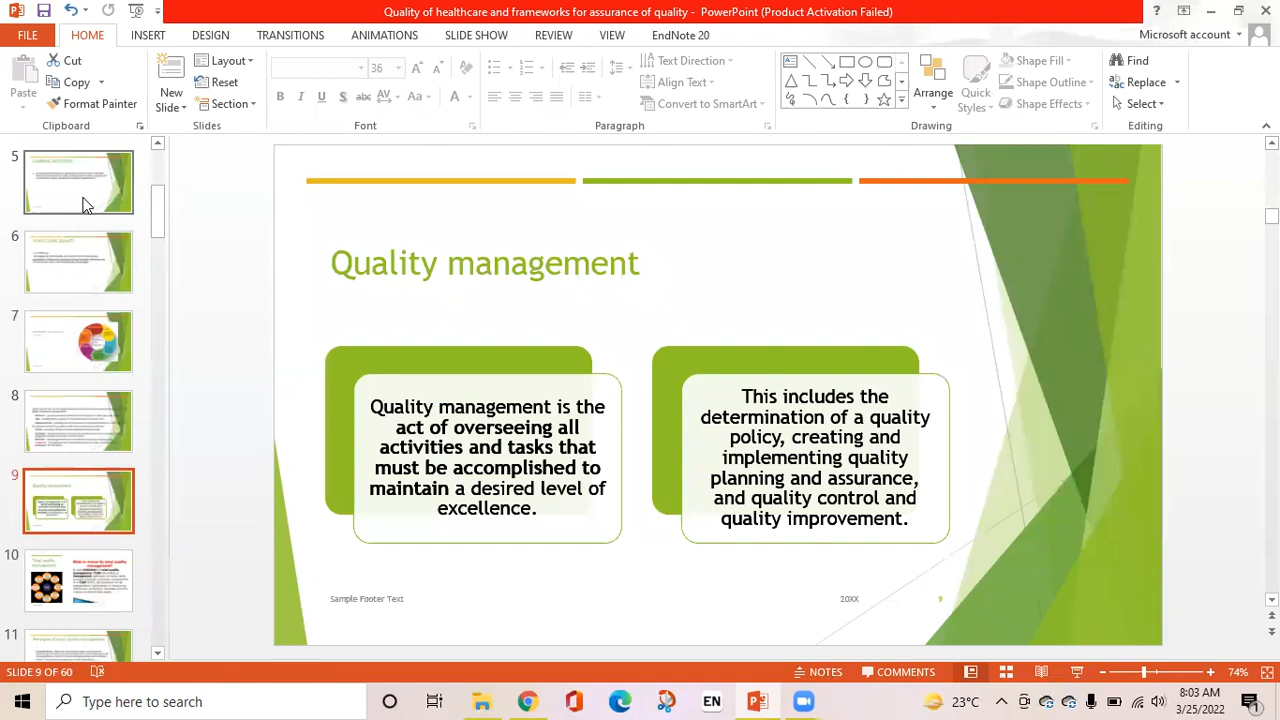 Quality of healthcare and frameworks for assurance of quality - PowerPoint (Product Activation Failed)
FILE HOME INSERT DESIGN TRANSITIONS ANIMATIONS SLIDE SHOW REVIEW VIEW EndNote 20 Microsoft account
Paste
Cut
Copy
Format Painter
Clipboard
New
Slide
Layout
Reset
Section
Slides
36
Font
Text Direction
Align Text
Convert to SmartArt
Paragraph
Arrange
Quick
Styles
Shape Fill
Shape Outline
Shape Effects
Drawing
Find
Replace
Select
Editing
5
6
7
8
9
10
11
Quality management
Quality management is the
act of overseeing all
activities and tasks that
must be accomplished to
maintain a desired level of
excellence.
This includes the
determination of a quality
policy, creating and
implementing quality
planning and assurance,
and quality control and
quality improvement.
Sample Footer Text 20XX 9
SLIDE 9 OF 60 NOTES COMMENTS 74%
Type here to search EN 23°C 8:03 AM
3/25/2022